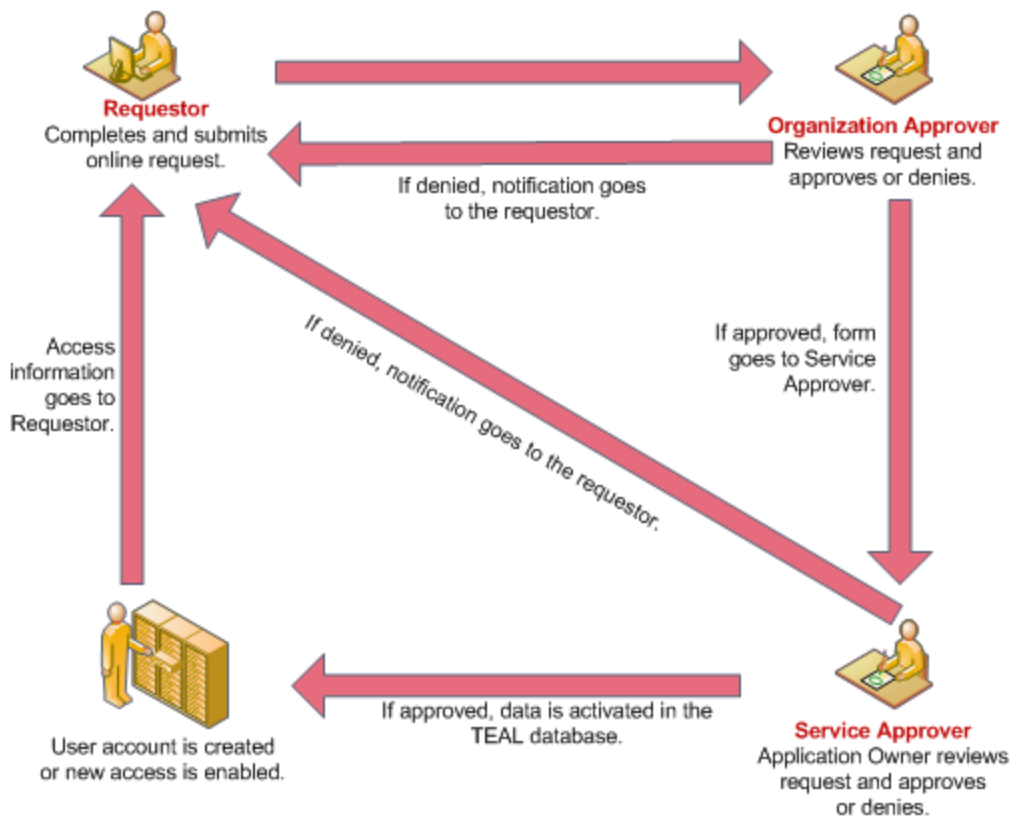 Requestor
Completes and submits
online request.
Organization Approver
Reviews request and
approves or denies.
If denied, notification goes
to the requestor.
If denied, notification goes to the requestor.
If approved, form
goes to Service
Approver.
Access
information
goes to
Requestor.
If approved, data is activated in the
TEAL database.
User account is created
or new access is enabled.
Service Approver
Application Owner reviews
request and approves
or denies.